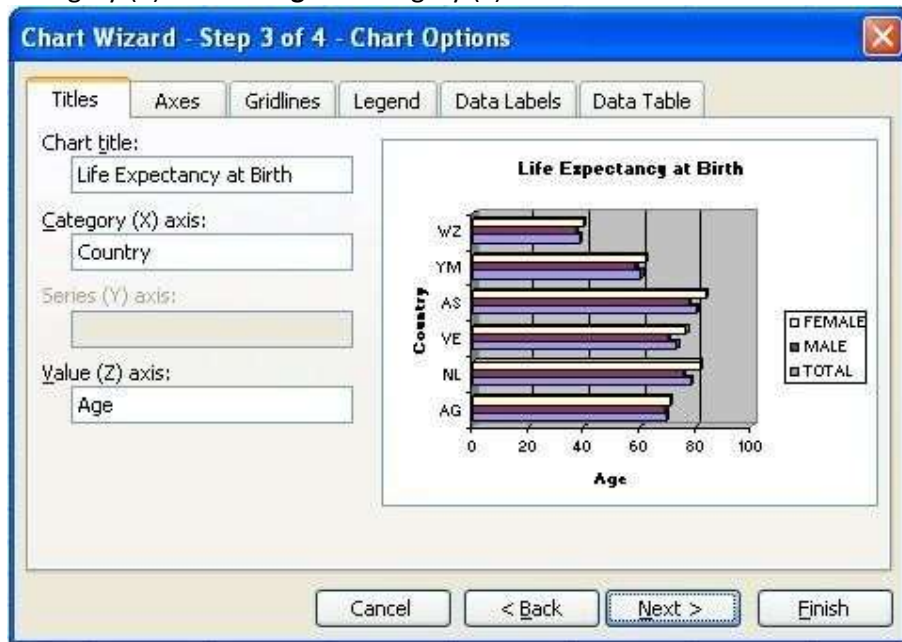 Chart Wizard - Step 3 of 4 - Chart Options
Titles Axes Gridlines Legend Data Labels Data Table
Chart title:
Life Expectancy at Birth
Category (X) axis:
Country
Series (Y) axis:
Value (Z) axis:
Age
Life Expectancy at Birth
Country
WZ
YM
AS
VE
NL
AG
0 20 40 60 80 100
Age
FEMALE
MALE
TOTAL
Cancel < Back Next > Finish